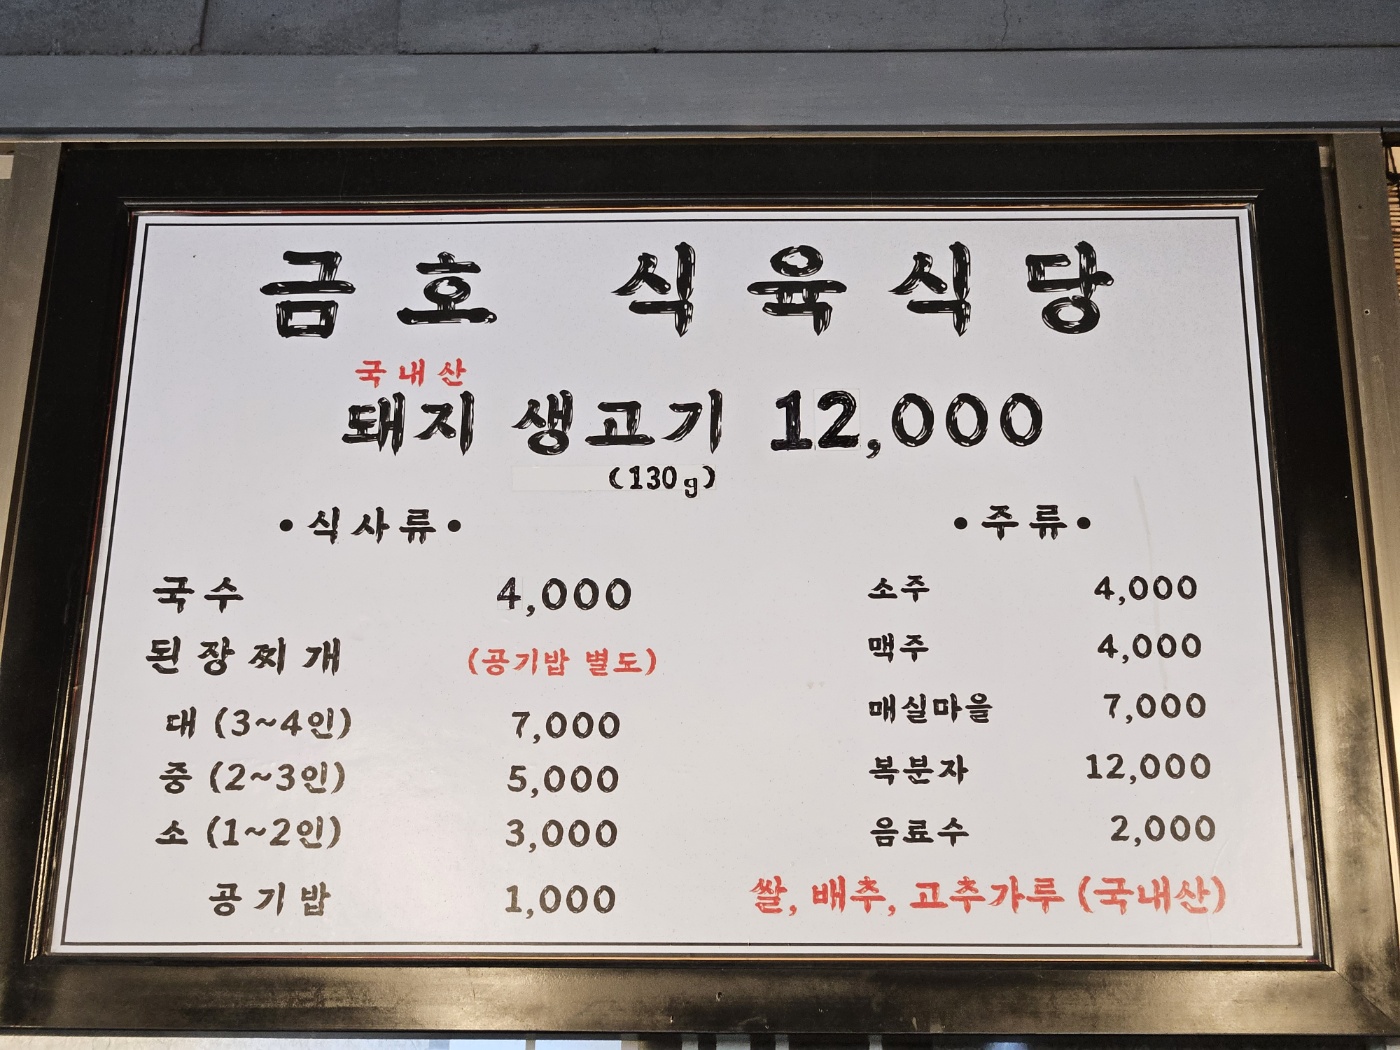 금호 식육식당
국내산
돼지 생고기 12,000
(130g)
•식사류•
국수 4,000
된장찌개 (공기밥 별도)
대 (3~4인) 7,000
중 (2~3인) 5,000
소 (1~2인) 3,000
공기밥 1,000
•주류•
소주 4,000
맥주 4,000
매실마을 7,000
복분자 12,000
음료수 2,000
쌀, 배추, 고추가루 (국내산)